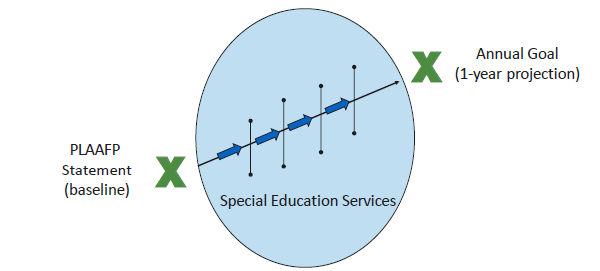 Annual Goal
(1-year projection)
PLAAFP
Statement
(baseline)
Special Education Services